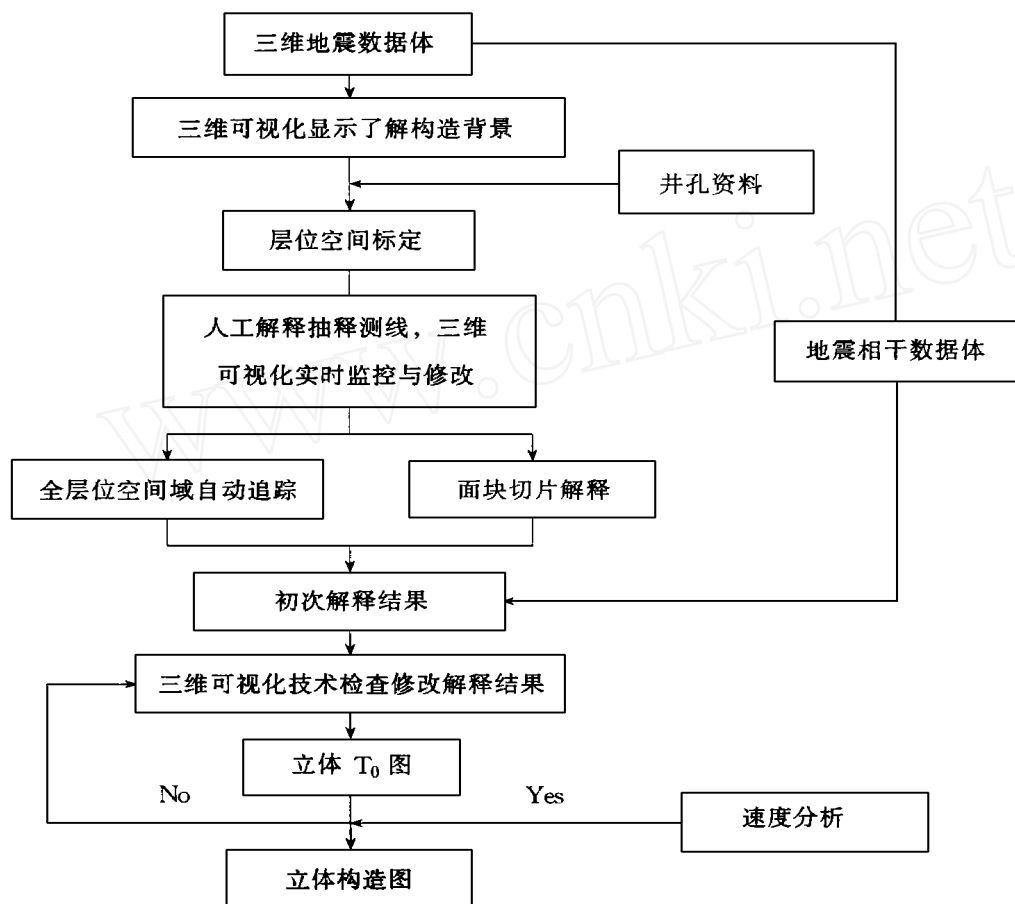 三维地震数据体
三维可视化显示了解构造背景
井孔资料
层位空间标定
人工解释抽释测线，三维
可视化实时监控与修改
地震相干数据体
全层位空间域自动追踪
面块切片解释
初次解释结果
三维可视化技术检查修改解释结果
立体 T₀ 图
No
Yes
速度分析
立体构造图
www.cnki.net